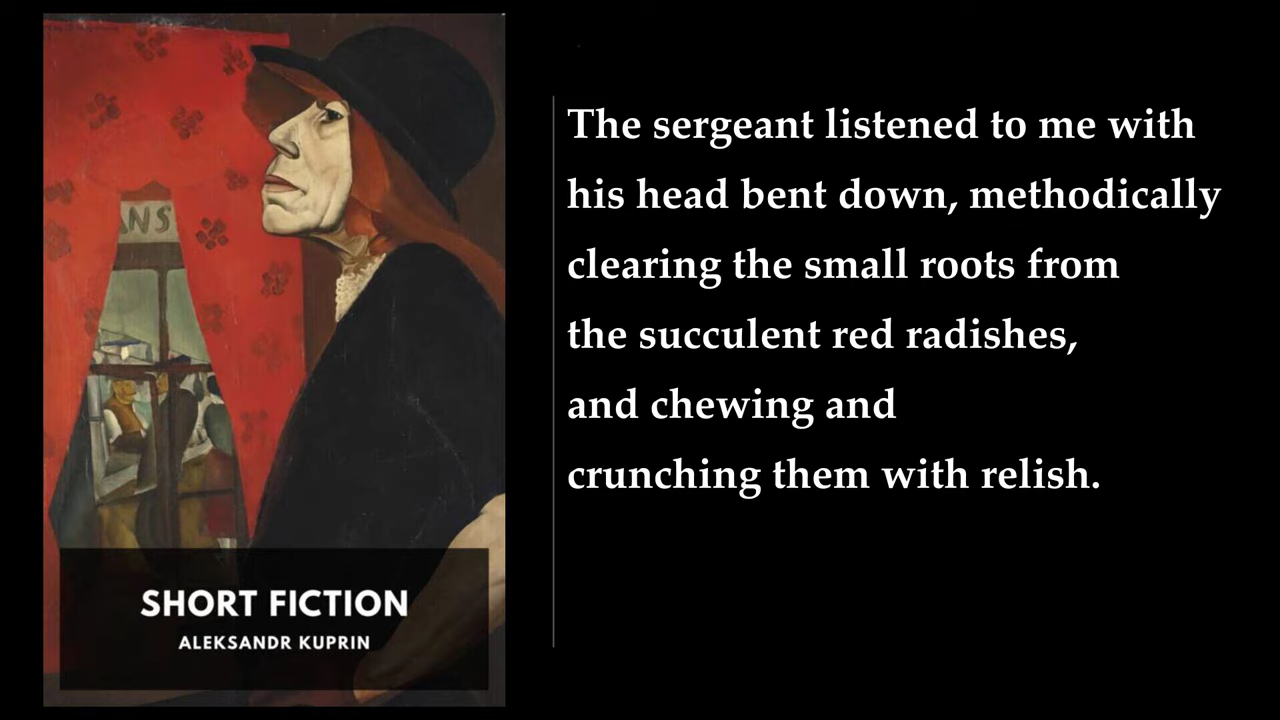 ANS
SHORT FICTION
ALEKSANDR KUPRIN
The sergeant listened to me with
his head bent down, methodically
clearing the small roots from
the succulent red radishes,
and chewing and
crunching them with relish.